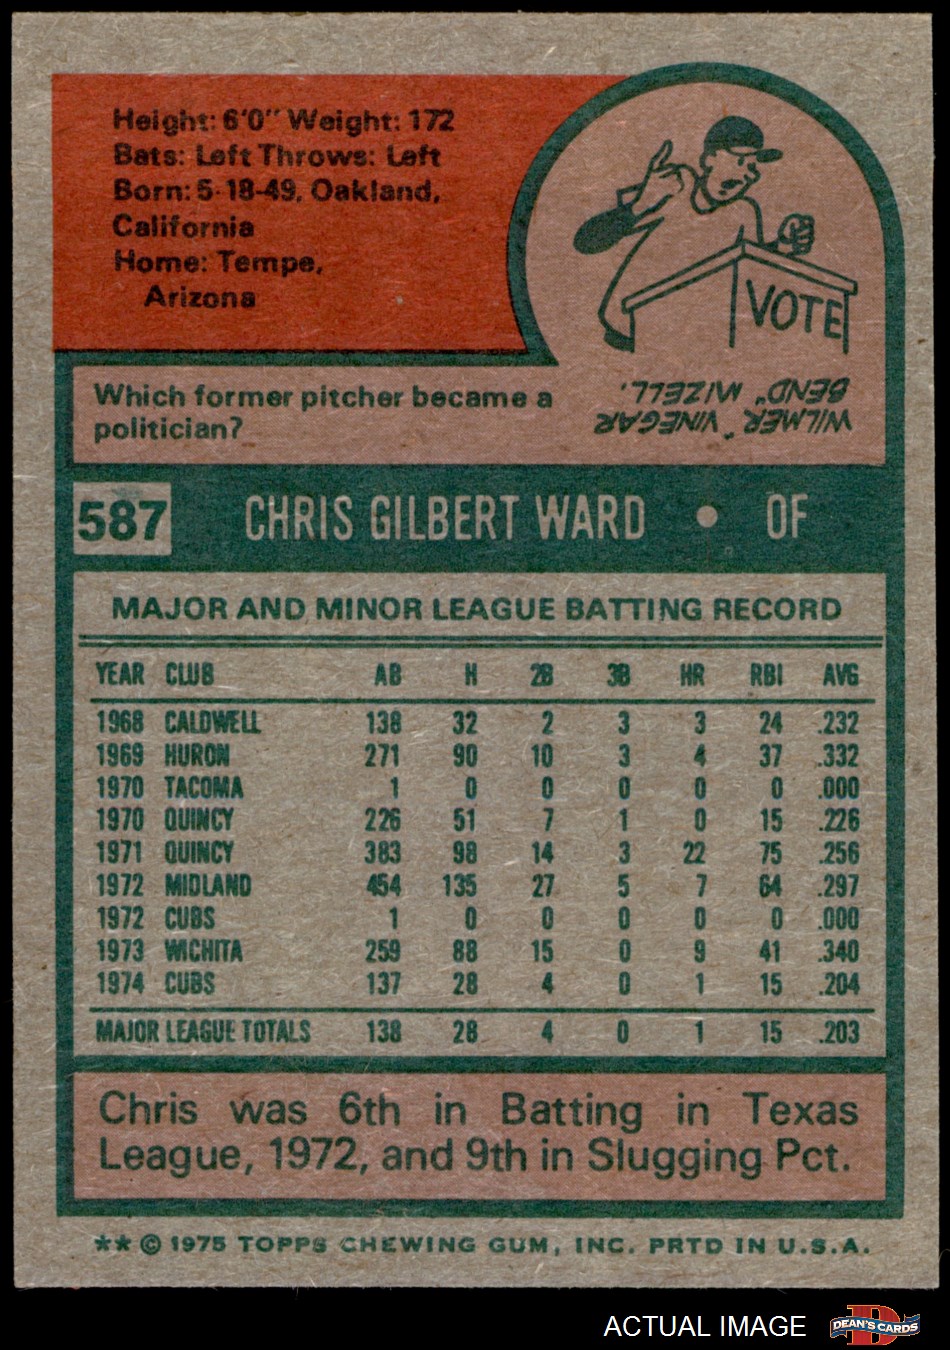 Height: 6'0" Weight: 172
Bats: Left Throws: Left
Born: 5-18-49, Oakland,
California
Home: Tempe,
Arizona
VOTE
Which former pitcher became a
politician?
WILMER "VINEGAR
BEND" MIZELL.
587 CHRIS GILBERT WARD • OF
MAJOR AND MINOR LEAGUE BATTING RECORD
YEAR CLUB AB H 2B 3B HR RBI AVG
1968 CALDWELL 138 32 2 3 3 24 .232
1969 HURON 271 90 10 3 4 37 .332
1970 TACOMA 1 0 0 0 0 0 .000
1970 QUINCY 226 51 7 1 0 15 .226
1971 QUINCY 383 98 14 3 22 75 .256
1972 MIDLAND 454 135 27 5 7 64 .297
1972 CUBS 1 0 0 0 0 0 .000
1973 WICHITA 259 88 15 0 9 41 .340
1974 CUBS 137 28 4 0 1 15 .204
MAJOR LEAGUE TOTALS 138 28 4 0 1 15 .203
Chris was 6th in Batting in Texas
League, 1972, and 9th in Slugging Pct.
** © 1975 TOPPS CHEWING GUM, INC. PRTD IN U.S.A.
ACTUAL IMAGE
D
DEAN'S CARDS